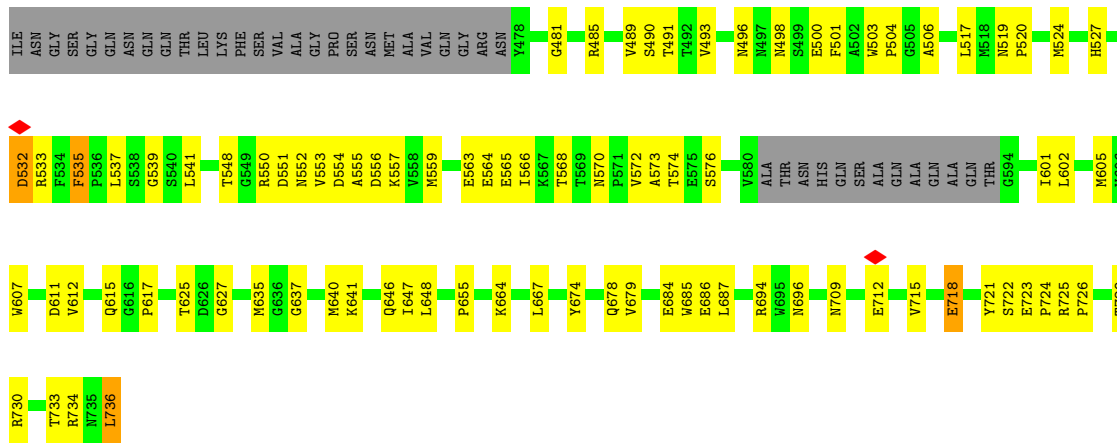 ILE ASN GLY SER GLY GLN ASN GLN GLN THR LEU LYS PHE SER VAL ALA GLY PRO SER ASN MET ALA VAL GLN GLY ARG ASN Y478 G481 R485 V489 S490 T491 T492 V493 N496 N497 N498 S499 E500 F501 A502 W503 P504 G505 A506 L517 M518 N519 P520 M524 H527
D532 R533 F534 F535 P536 L537 S538 G539 S540 L541 T548 G549 R550 D551 N552 V553 D554 A555 D556 K557 V558 M559 E563 E564 E565 I566 K567 T568 T569 N570 P571 V572 A573 T574 E575 S576 V580 ALA THR ASN HIS GLN SER ALA GLN ALA GLN ALA GLN THR G594 I601 L602 M605
W607 D611 V612 Q615 G616 P617 T625 D626 G627 M635 G636 G637 M640 K641 Q646 I647 L648 P655 K664 L667 Y674 Q678 V679 E684 W685 E686 L687 R694 W695 N696 N709 E712 V715 E718 Y721 S722 E723 P724 R725 P726
R730 T733 R734 N735 L736